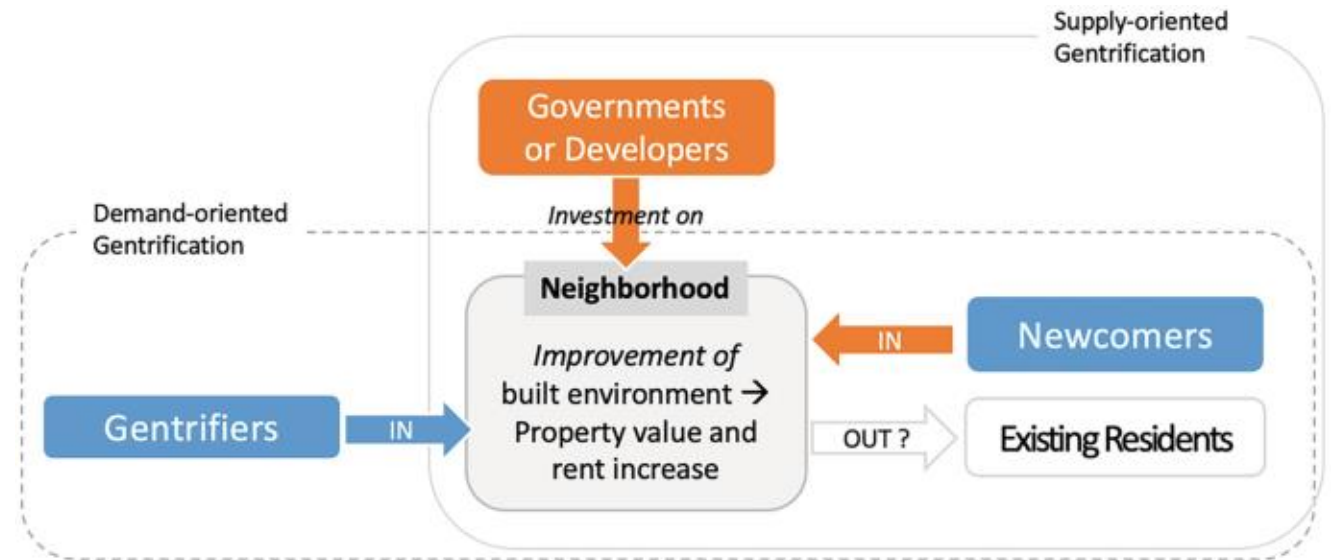 Supply-oriented
Gentrification
Governments
or Developers
Demand-oriented
Gentrification
Investment on
Neighborhood
Improvement of
built environment →
Property value and
rent increase
IN
Newcomers
Gentrifiers
IN
OUT ?
Existing Residents